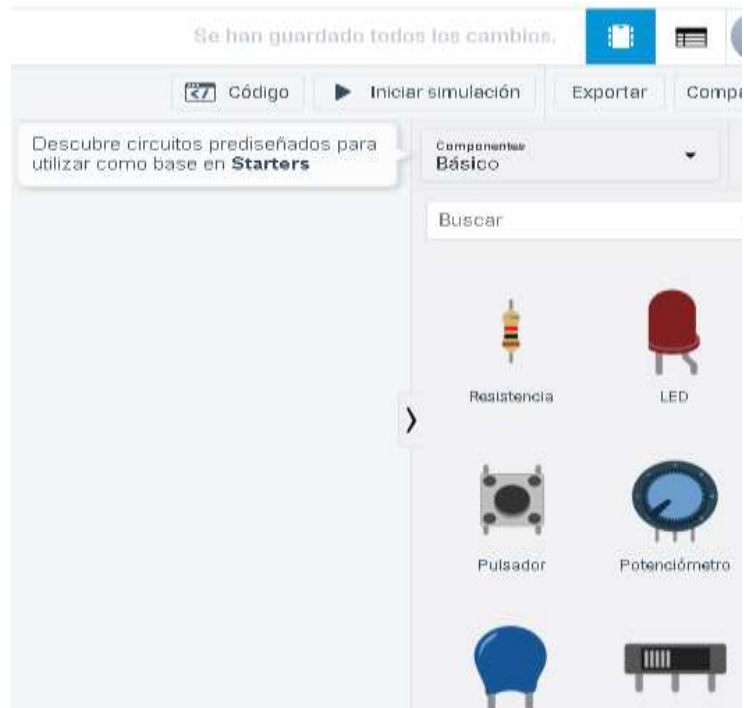 Se han guardado todos los cambios.
Código
Iniciar simulación
Exportar
Descubre circuitos prediseñados para
utilizar como base en Starters
Componentes
Básico
Buscar
Resistencia
LED
Pulsador
Potenciómetro